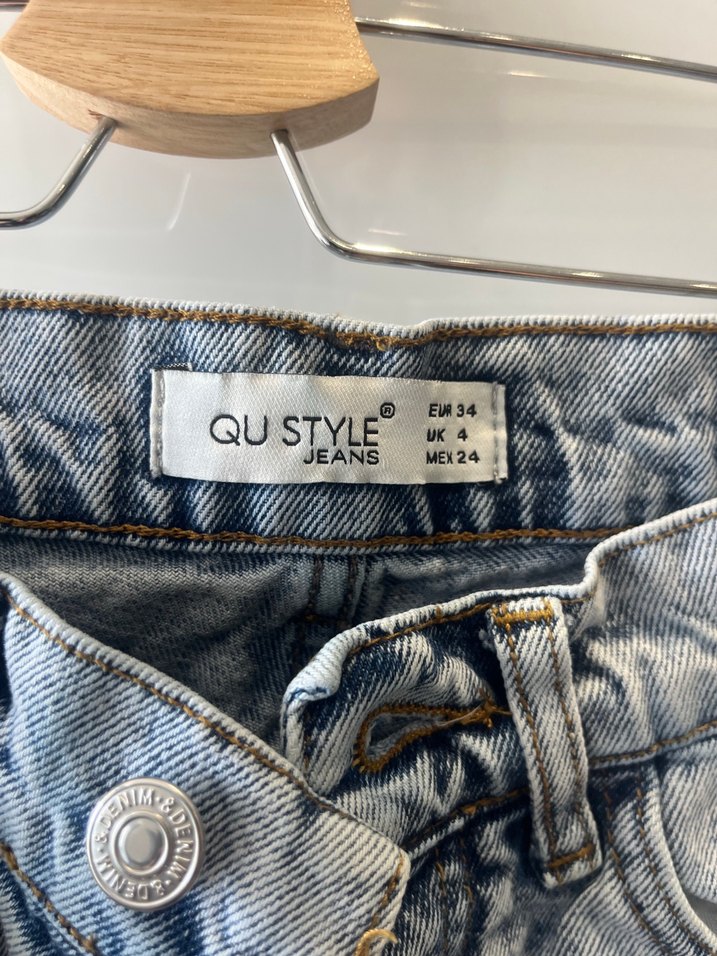 QU STYLE®
JEANS
EUR 34
UK 4
MEX 24
&DENIM·&DENIM·&DENIM·